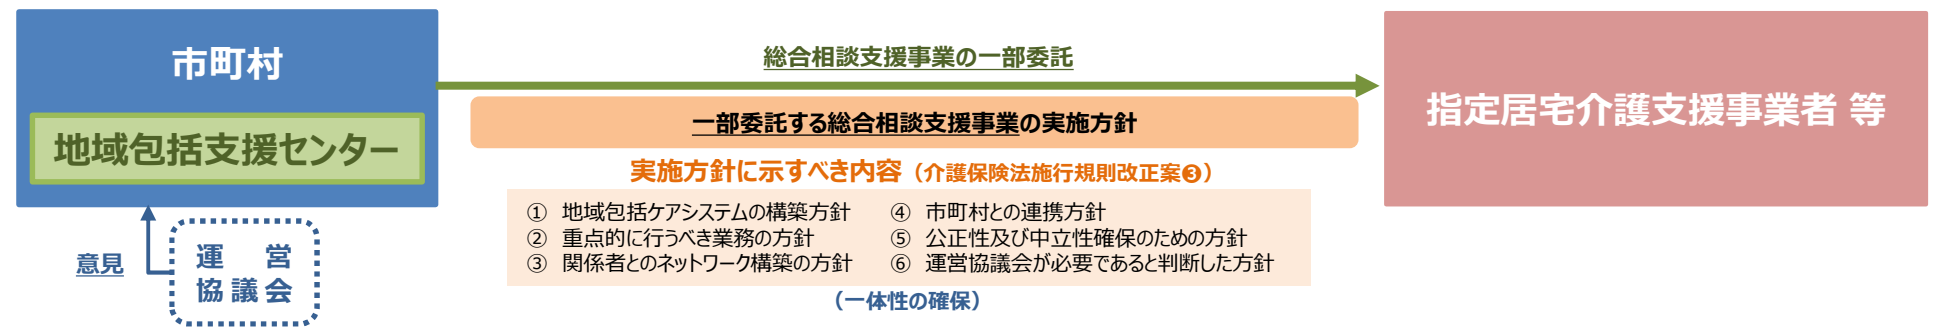 市町村
地域包括支援センター
意見
運　営
協議会
総合相談支援事業の一部委託
一部委託する総合相談支援事業の実施方針
実施方針に示すべき内容（介護保険法施行規則改正案❸）
① 地域包括ケアシステムの構築方針
② 重点的に行うべき業務の方針
③ 関係者とのネットワーク構築の方針
④ 市町村との連携方針
⑤ 公正性及び中立性確保のための方針
⑥ 運営協議会が必要であると判断した方針
（一体性の確保）
指定居宅介護支援事業者 等